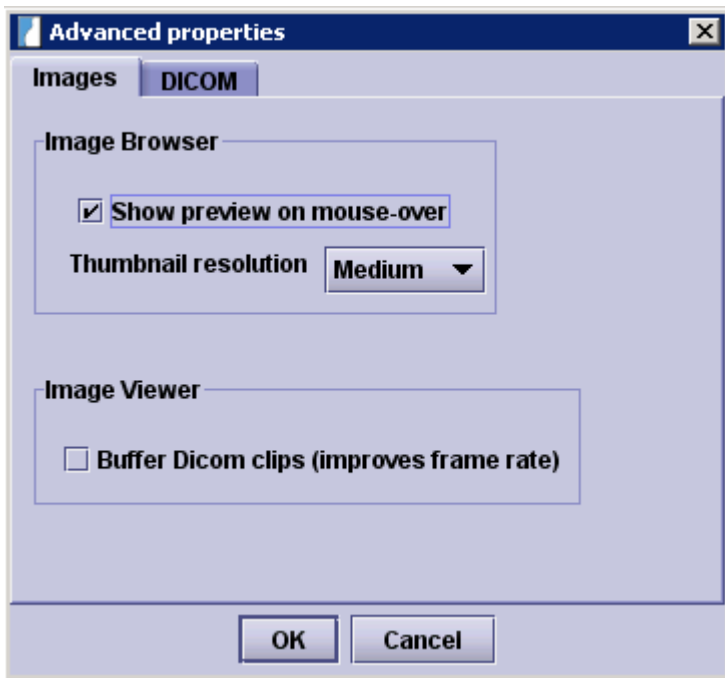 Advanced properties
Images
DICOM
Image Browser
Show preview on mouse-over
Thumbnail resolution
Medium
Image Viewer
Buffer Dicom clips (improves frame rate)
OK
Cancel